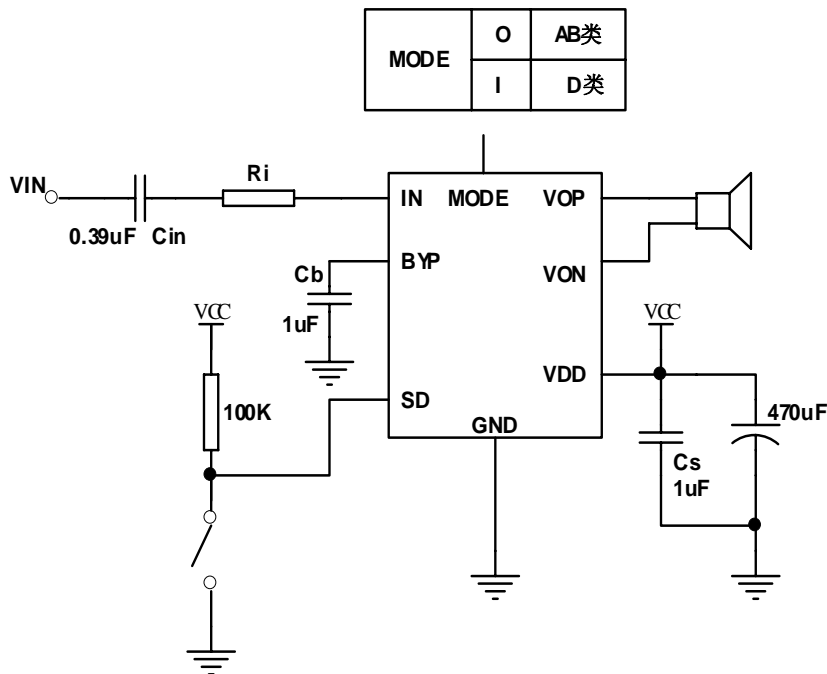 MODE
O AB类
I D类
VIN
Ri
0.39uF Cin
IN MODE VOP
BYP VON
Cb
1uF
VCC
VCC
VDD
100K
SD
470uF
GND
Cs
1uF